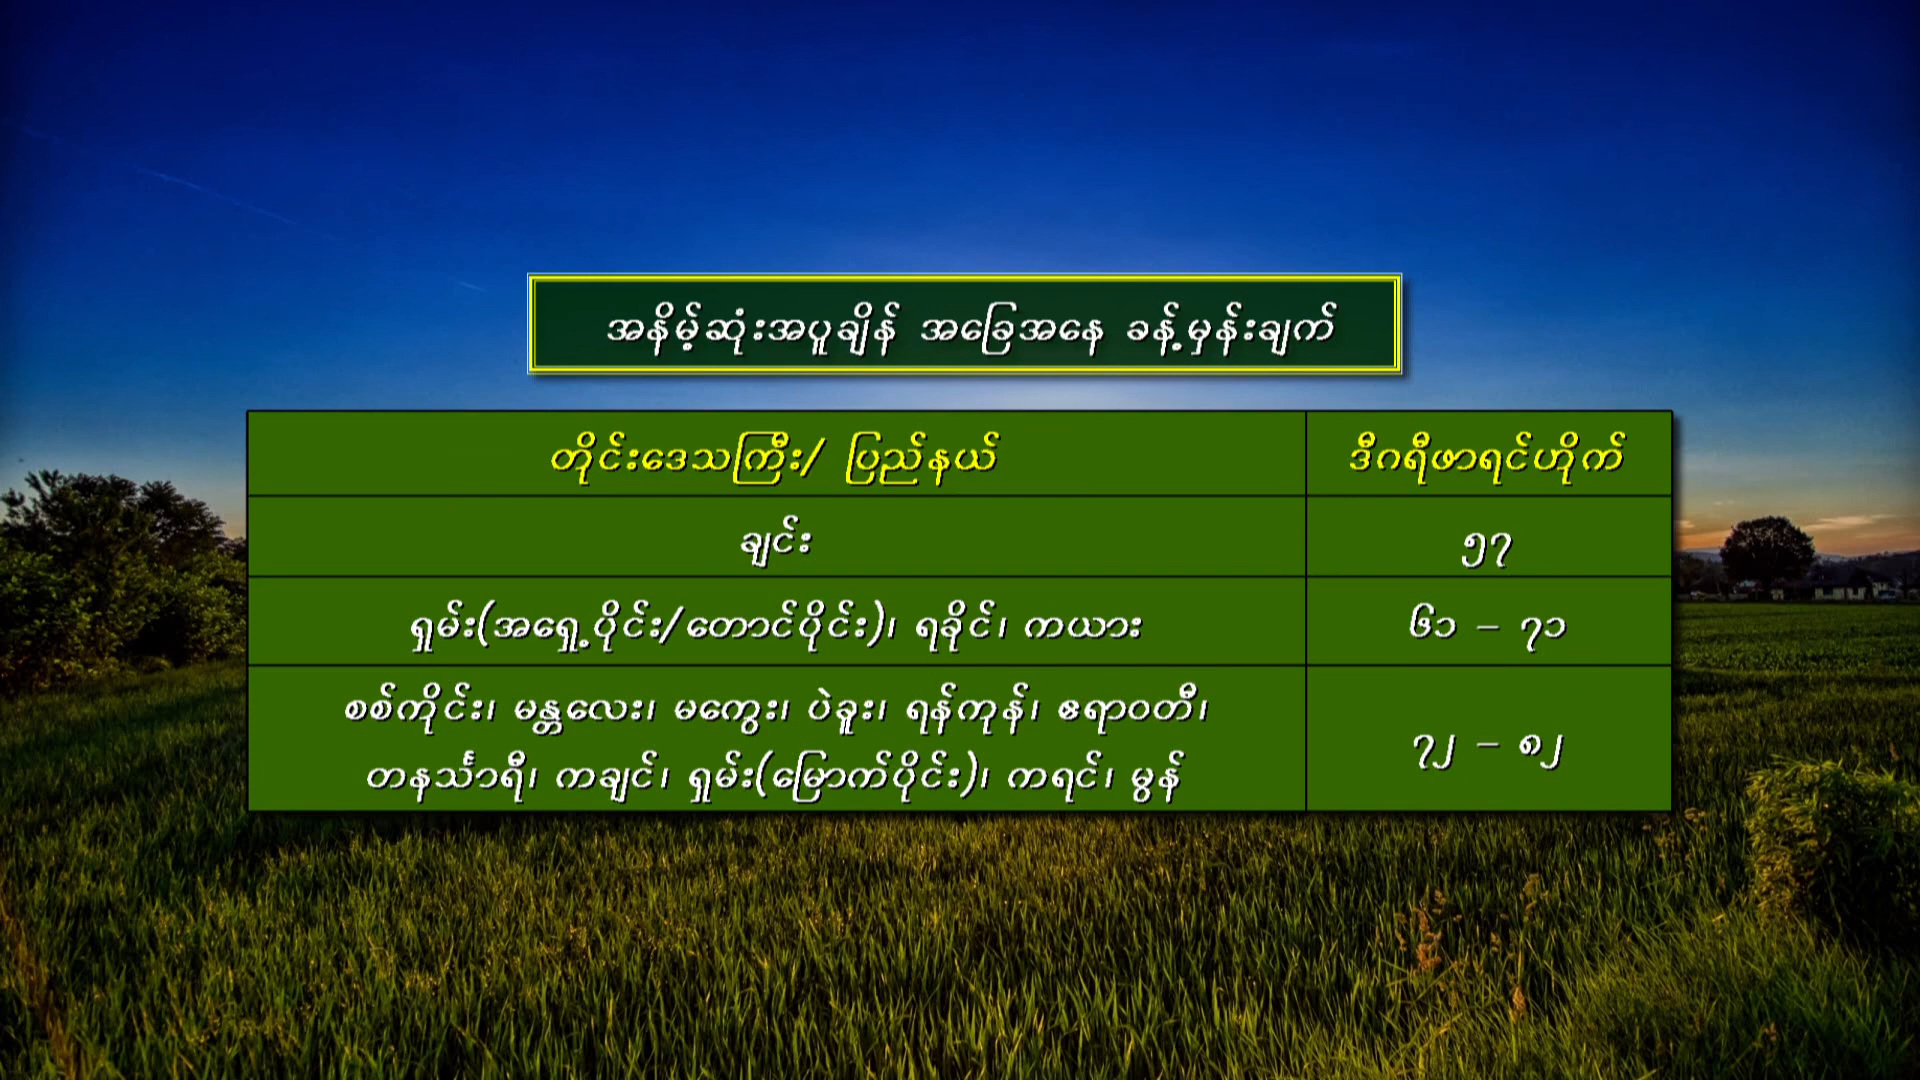 အနိမ့်ဆုံးအပူချိန် အခြေအနေ ခန့်မှန်းချက်
တိုင်းဒေသကြီး/ ပြည်နယ် ဒီဂရီဖာရင်ဟိုက်
ချင်း ၅၇
ရှမ်း(အရှေ့ပိုင်း/တောင်ပိုင်း)၊ ရခိုင်၊ ကယား ၆၁ – ၇၁
စစ်ကိုင်း၊ မန္တလေး၊ မကွေး၊ ပဲခူး၊ ရန်ကုန်၊ ဧရာဝတီ၊
တနင်္သာရီ၊ ကချင်၊ ရှမ်း(မြောက်ပိုင်း)၊ ကရင်၊ မွန် ၇၂ – ၈၂